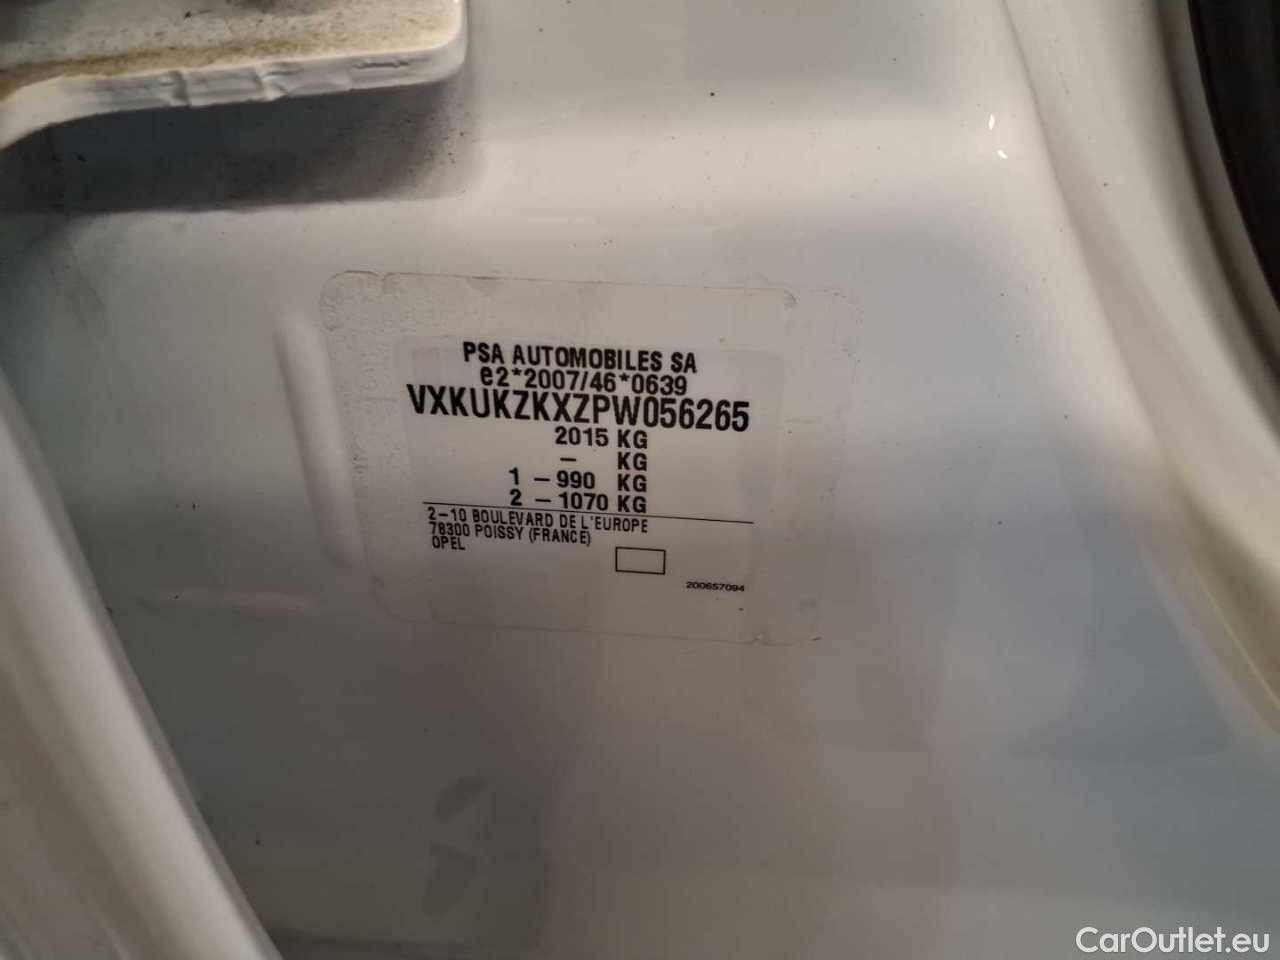 PSA AUTOMOBILES SA
e2*2007/46*0639
VXKUKZKXZPW056265
2015 KG
– KG
1 – 990 KG
2 – 1070 KG
2-10 BOULEVARD DE L'EUROPE
78300 POISSY (FRANCE)
OPEL
200657094
CarOutlet.eu